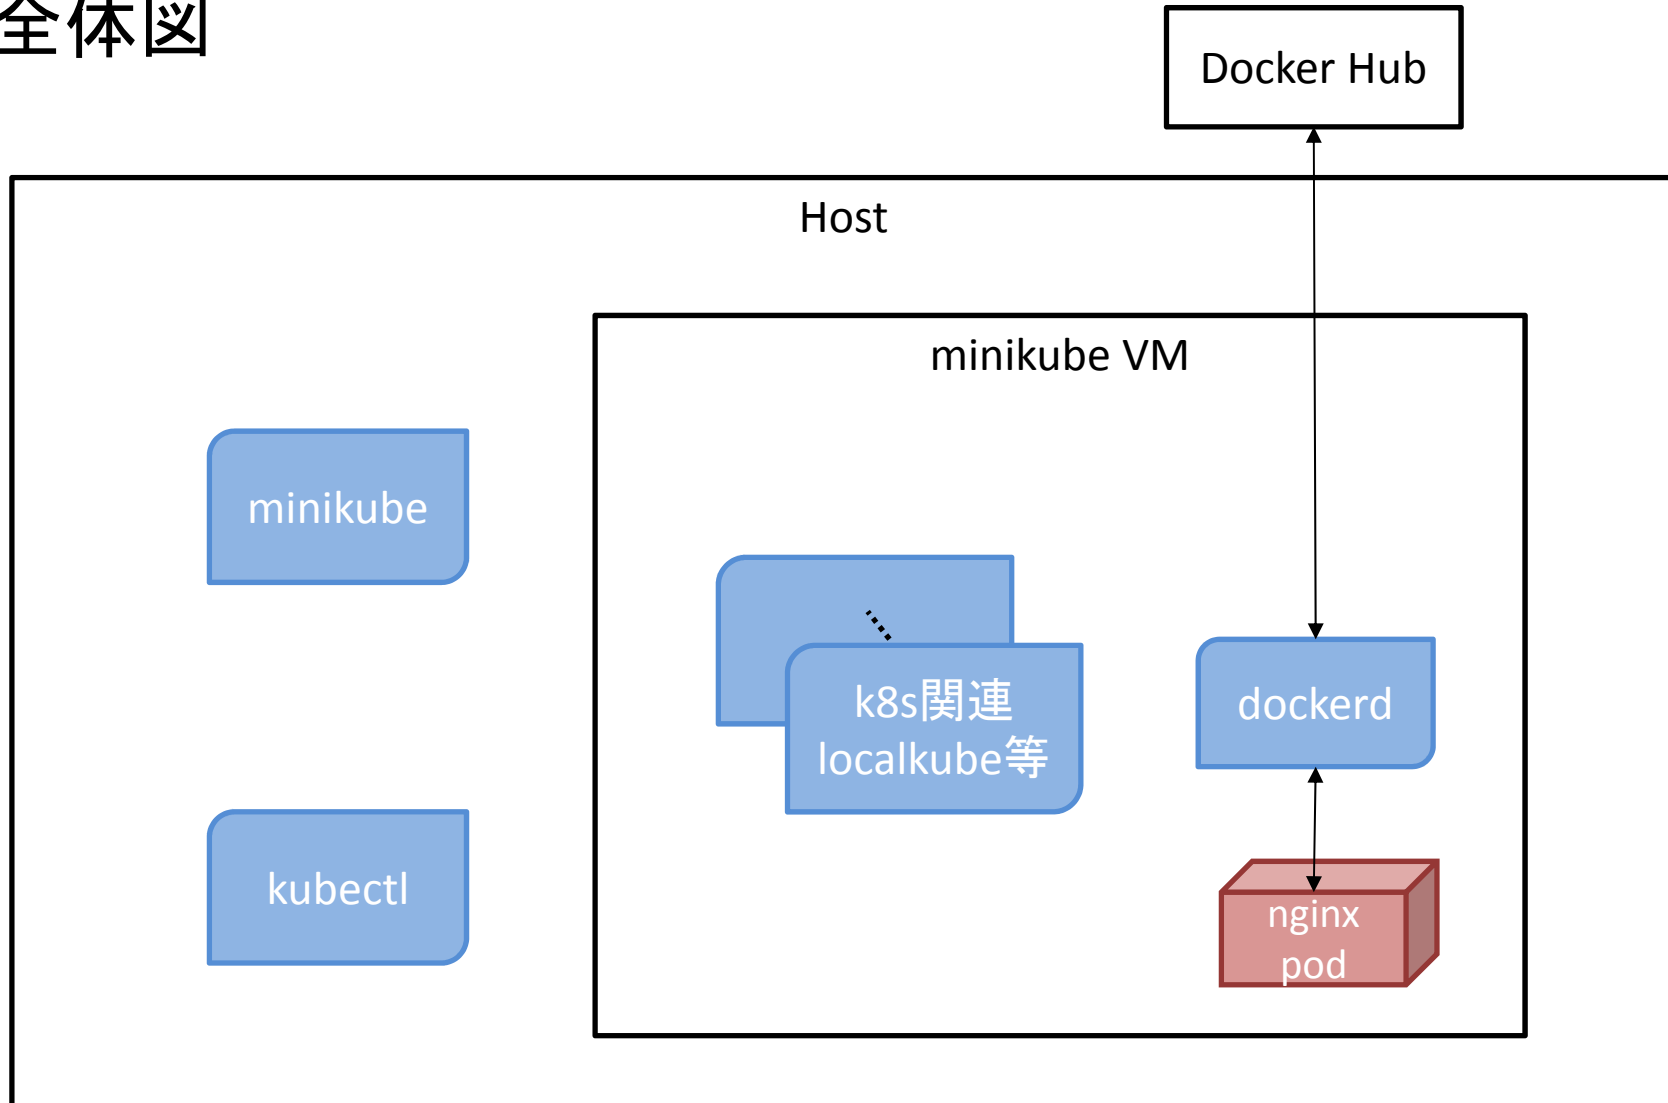 全体図
Docker Hub
Host
minikube VM
minikube
k8s関連
localkube等
dockerd
kubectl
nginx
pod